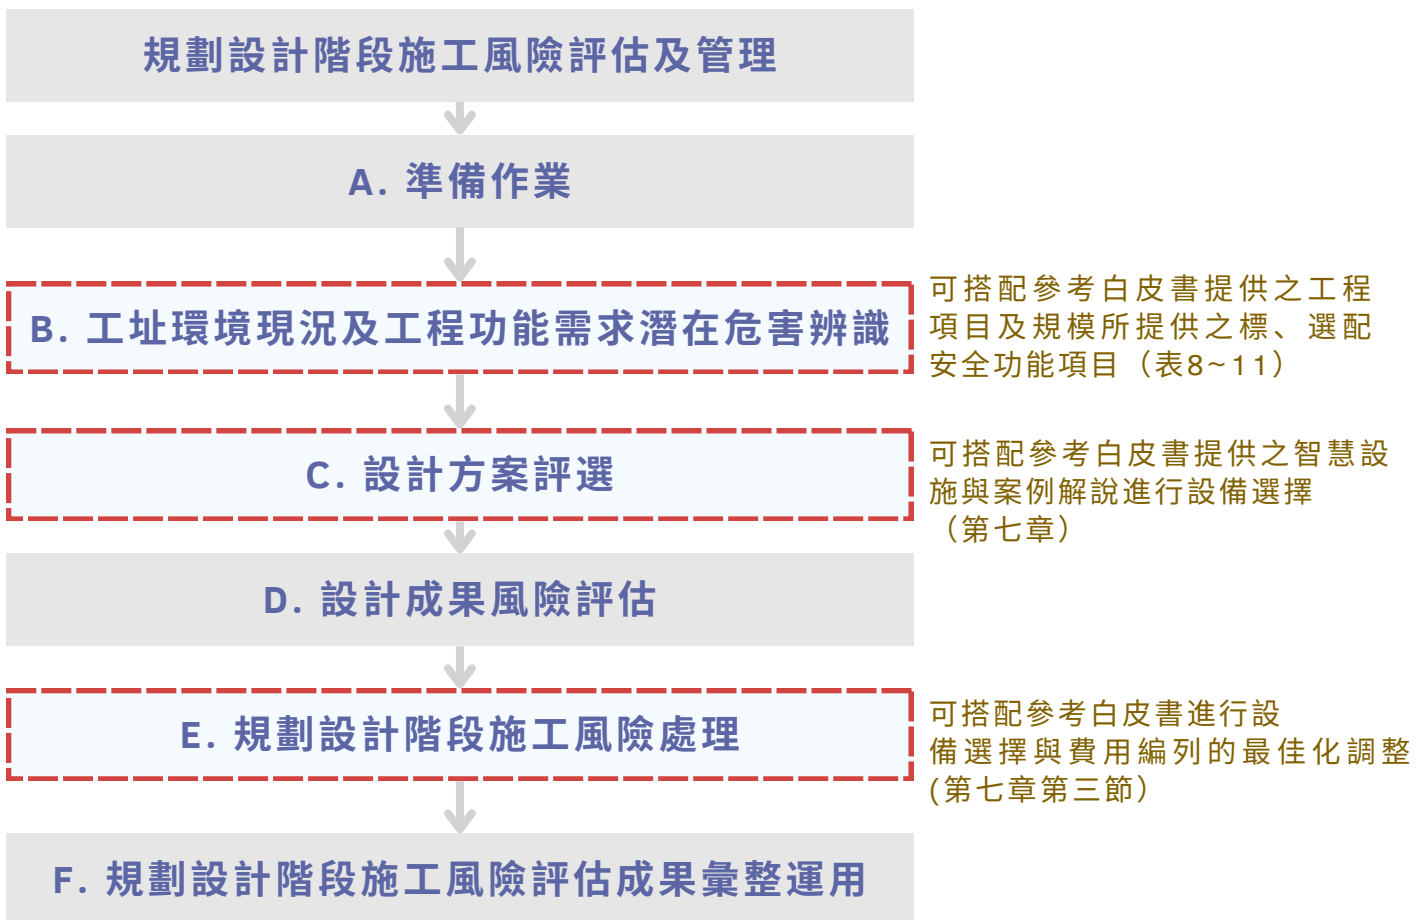 規劃設計階段施工風險評估及管理
A. 準備作業
B. 工址環境現況及工程功能需求潛在危害辨識
可搭配參考白皮書提供之工程
項目及規模所提供之標、選配
安全功能項目（表8~11）
C. 設計方案評選
可搭配參考白皮書提供之智慧設
施與案例解說進行設備選擇
（第七章）
D. 設計成果風險評估
E. 規劃設計階段施工風險處理
可搭配參考白皮書進行設
備選擇與費用編列的最佳化調整
(第七章第三節）
F. 規劃設計階段施工風險評估成果彙整運用